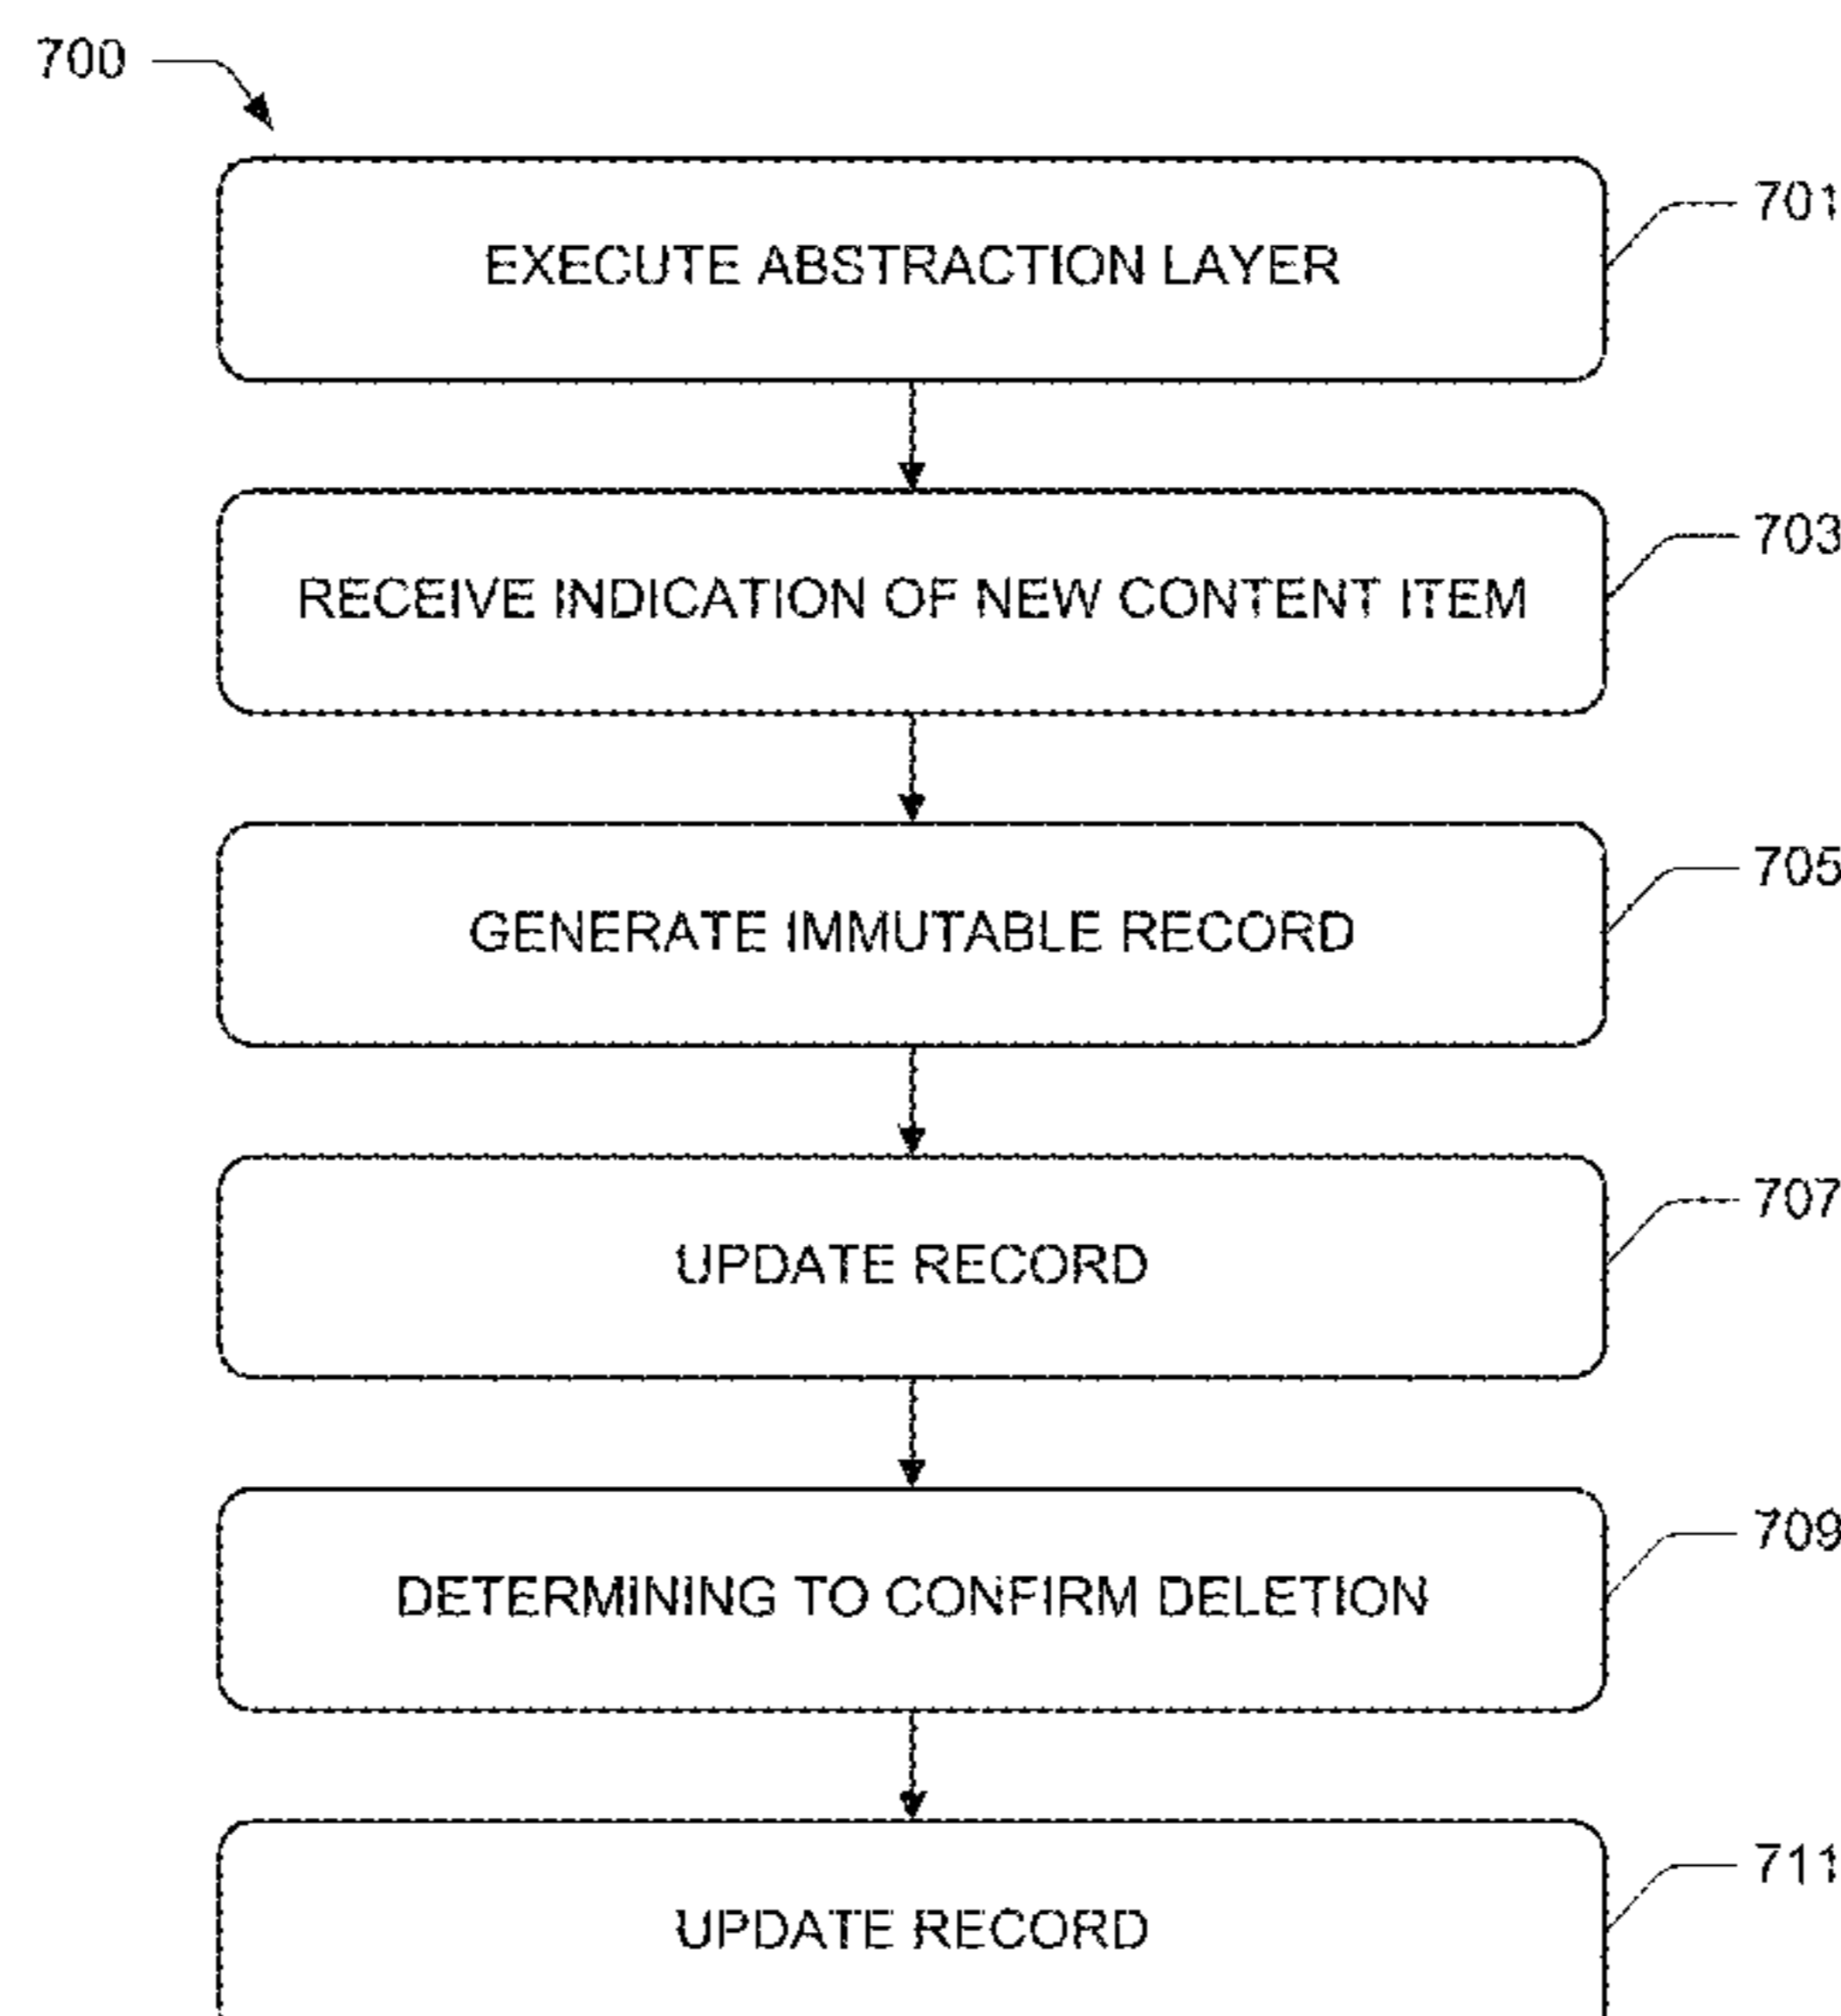 700
EXECUTE ABSTRACTION LAYER
701
RECEIVE INDICATION OF NEW CONTENT ITEM
703
GENERATE IMMUTABLE RECORD
705
UPDATE RECORD
707
DETERMINING TO CONFIRM DELETION
709
UPDATE RECORD
711